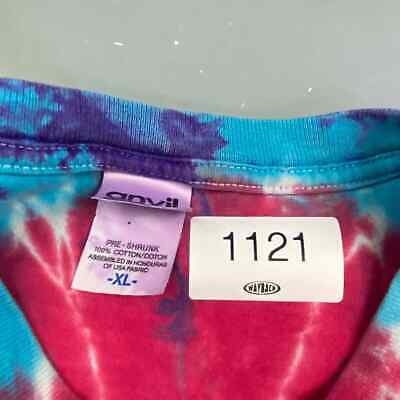 anvil
PRE-SHRUNK
100% COTTON/COTON
ASSEMBLED IN HONDURAS
OF USA FABRIC
-XL-
1121
WAYBACK